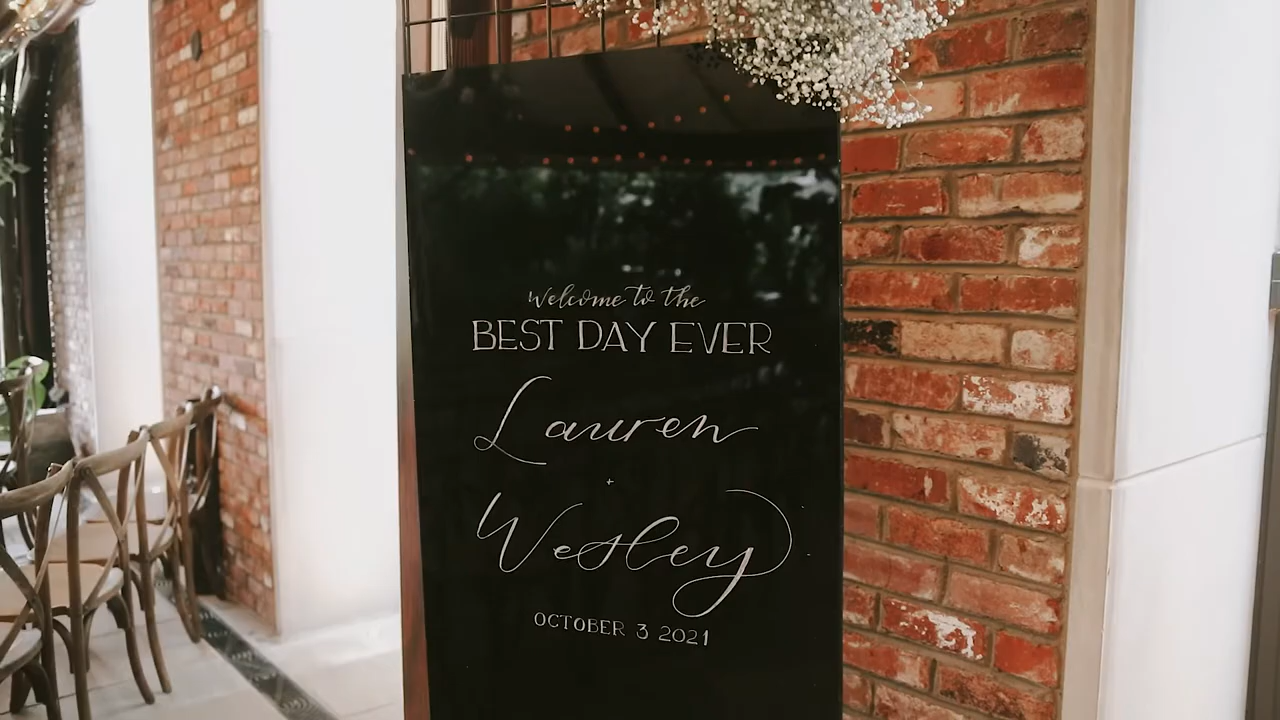 Welcome to the
BEST DAY EVER
Lauren
+
Wesley
OCTOBER 3 2021